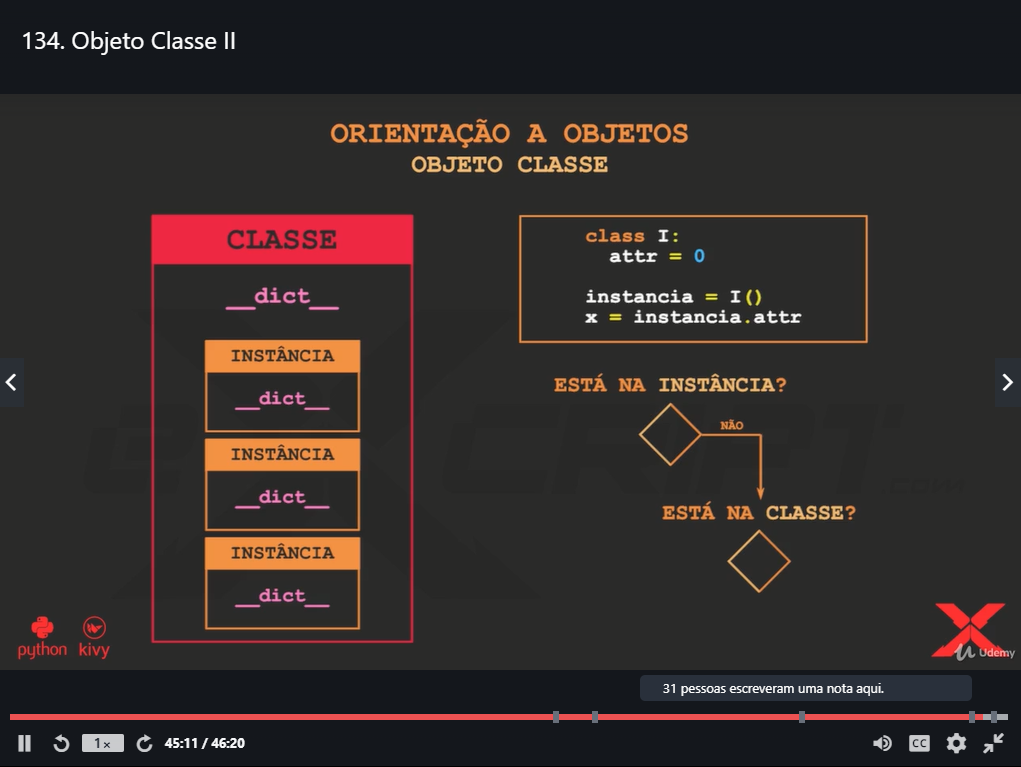 134. Objeto Classe II
ORIENTAÇÃO A OBJETOS
OBJETO CLASSE
CLASSE
__dict__
INSTÂNCIA
__dict__
INSTÂNCIA
__dict__
INSTÂNCIA
__dict__
class I:
attr = 0
instancia = I()
x = instancia.attr
ESTÁ NA INSTÂNCIA?
NÃO
ESTÁ NA CLASSE?
python
kivy
Udemy
31 pessoas escreveram uma nota aqui.
1×
45:11 / 46:20
CC